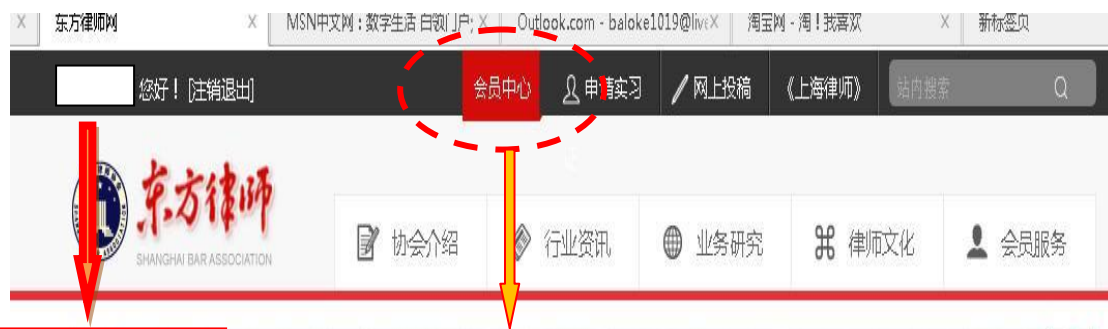 东方律师网 MSN中文网:数字生活 白领门户; Outlook.com - baloke1019@live 淘宝网 - 淘!我喜欢 新标签页
您好! [注销退出] 会员中心 申请实习 网上投稿 《上海律师》 站内搜索
东方律师
SHANGHAI BAR ASSOCIATION
协会介绍 行业资讯 业务研究 律师文化 会员服务